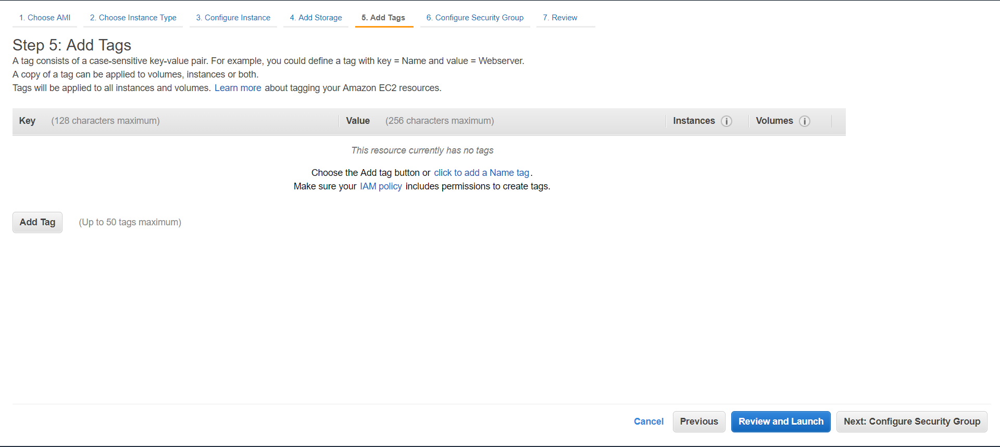 1. Choose AMI 2. Choose Instance Type 3. Configure Instance 4. Add Storage 5. Add Tags 6. Configure Security Group 7. Review
Step 5: Add Tags
A tag consists of a case-sensitive key-value pair. For example, you could define a tag with key = Name and value = Webserver.
A copy of a tag can be applied to volumes, instances or both.
Tags will be applied to all instances and volumes. Learn more about tagging your Amazon EC2 resources.
Key (128 characters maximum) Value (256 characters maximum) Instances i Volumes i
This resource currently has no tags
Choose the Add tag button or click to add a Name tag.
Make sure your IAM policy includes permissions to create tags.
Add Tag (Up to 50 tags maximum)
Cancel Previous Review and Launch Next: Configure Security Group